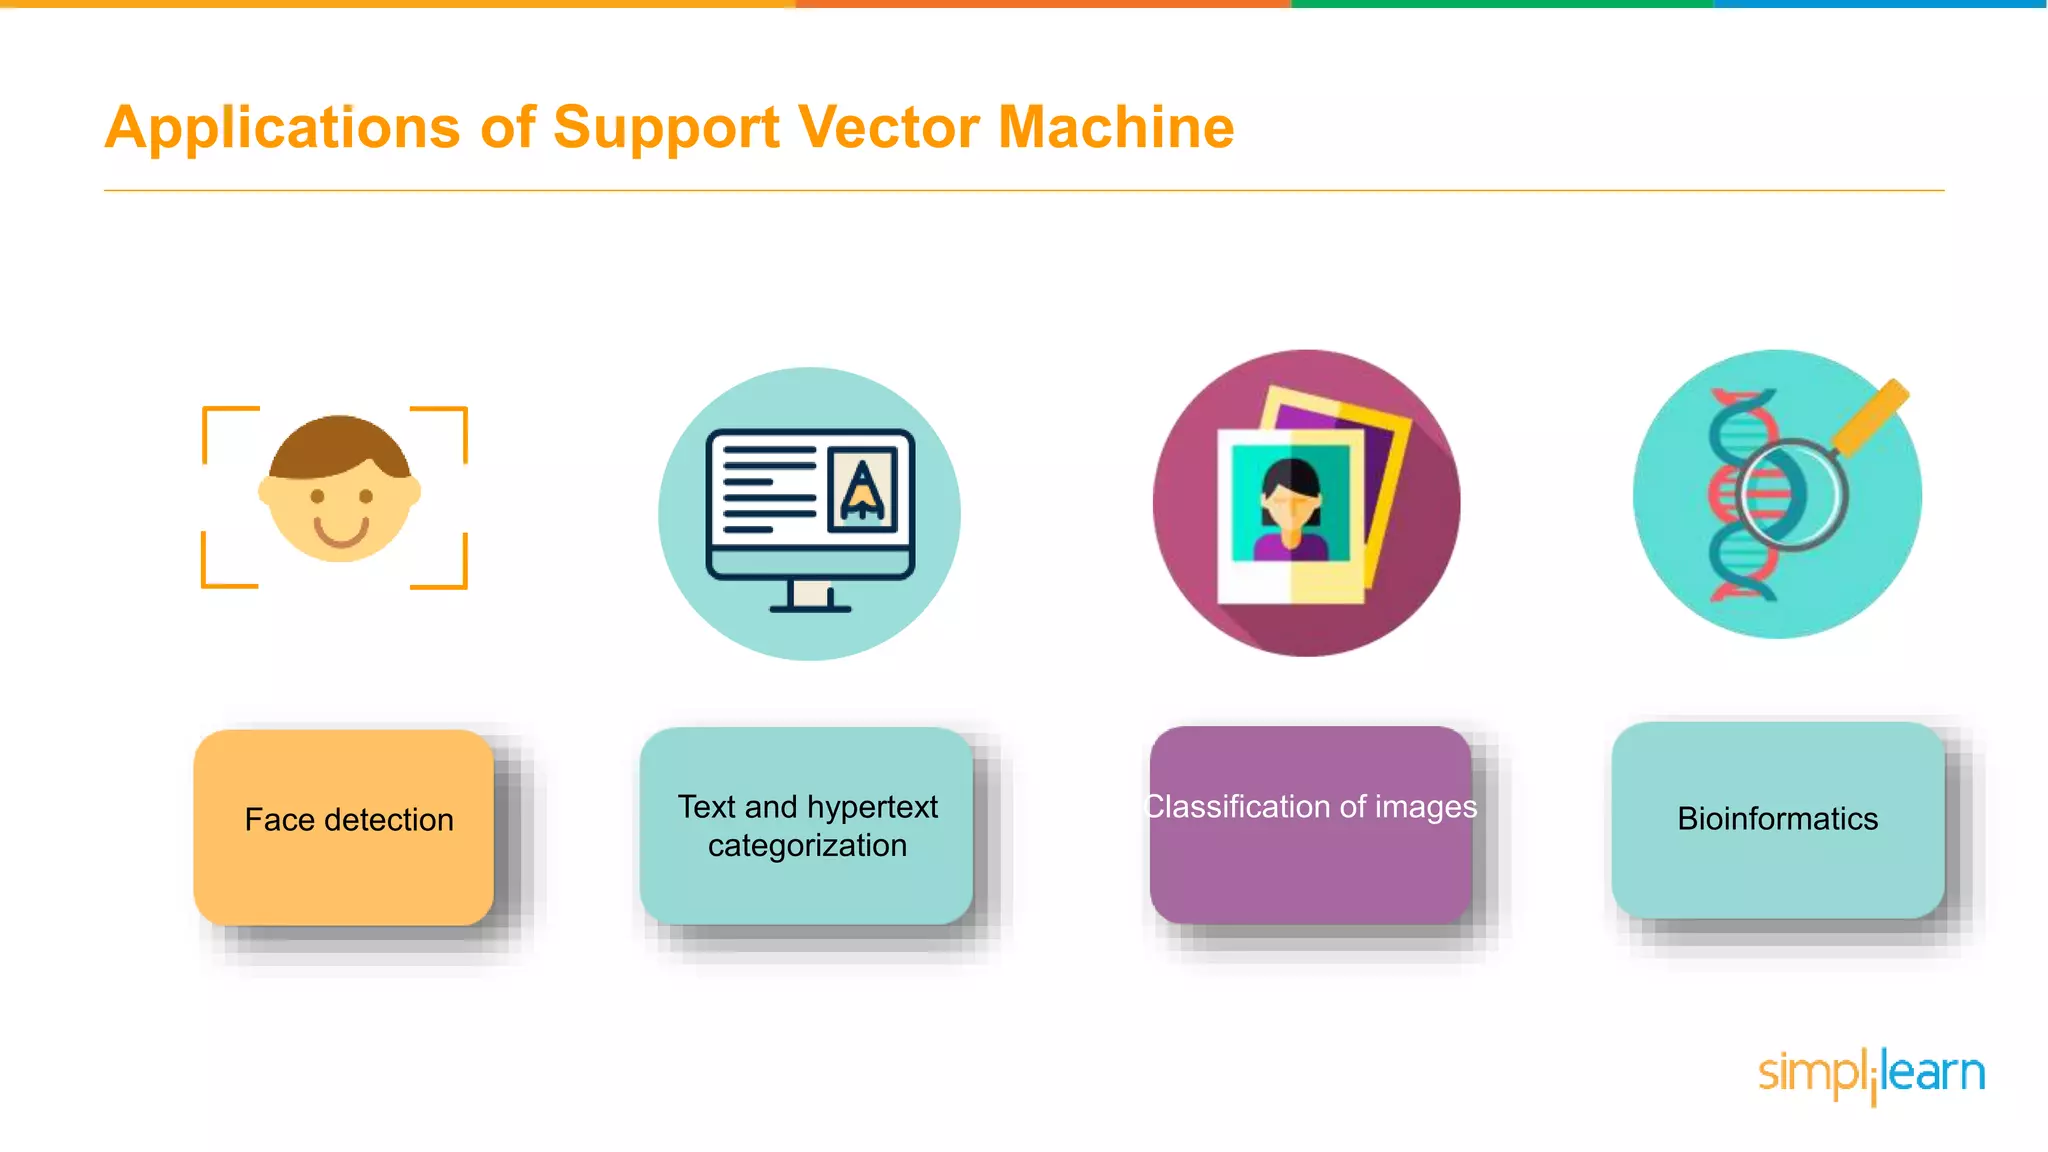 Applications of Support Vector Machine
Face detection
Text and hypertext
categorization
Classification of images
Bioinformatics
simplilearn